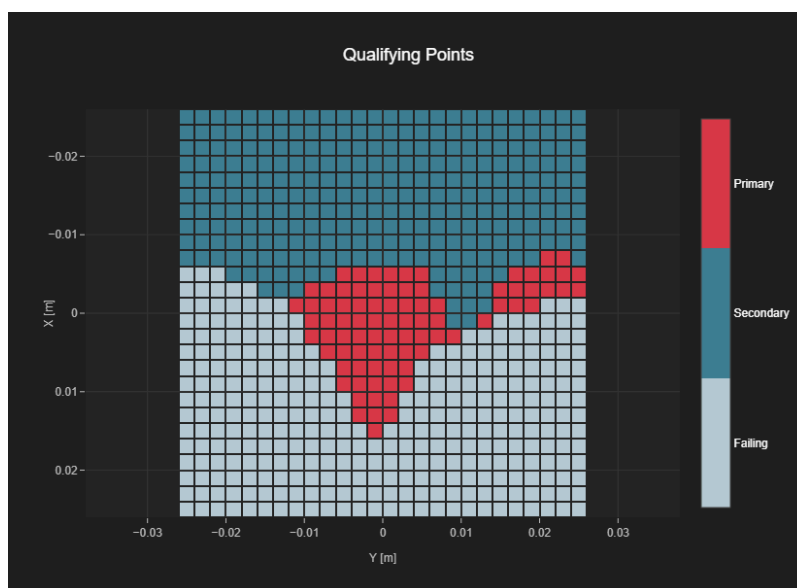 Qualifying Points
−0.02
−0.01
0
0.01
0.02
X [m]
−0.03
−0.02
−0.01
0
0.01
0.02
0.03
Y [m]
Primary
Secondary
Failing